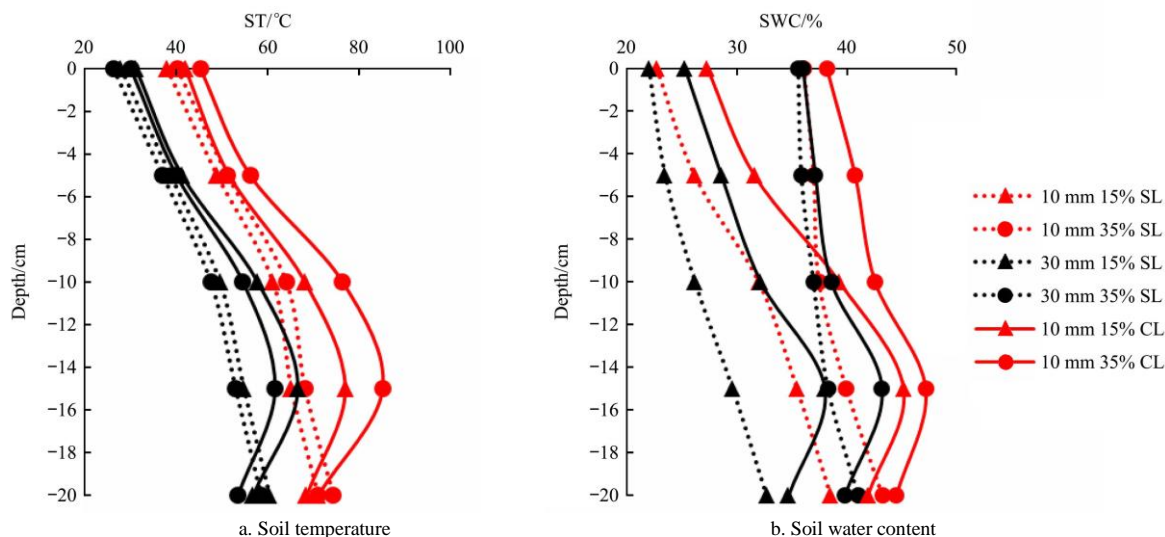 ST/°C
20 40 60 80 100
0
−2
−4
−6
−8
−10
−12
−14
−16
−18
−20
Depth/cm
a. Soil temperature
SWC/%
20 30 40 50
0
−2
−4
−6
−8
−10
−12
−14
−16
−18
−20
Depth/cm
b. Soil water content
10 mm 15% SL
10 mm 35% SL
30 mm 15% SL
30 mm 35% SL
10 mm 15% CL
10 mm 35% CL